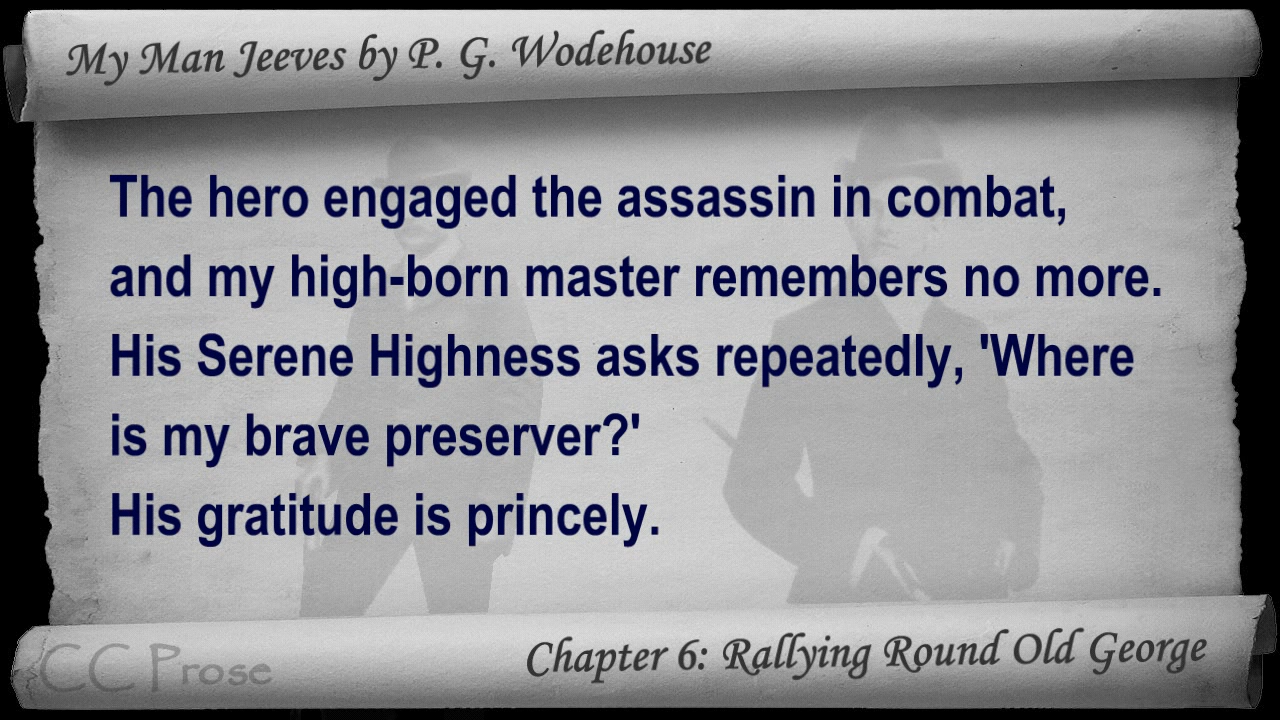 My Man Jeeves by P. G. Wodehouse
The hero engaged the assassin in combat,
and my high-born master remembers no more.
His Serene Highness asks repeatedly, 'Where
is my brave preserver?'
His gratitude is princely.
CC Prose
Chapter 6: Rallying Round Old George